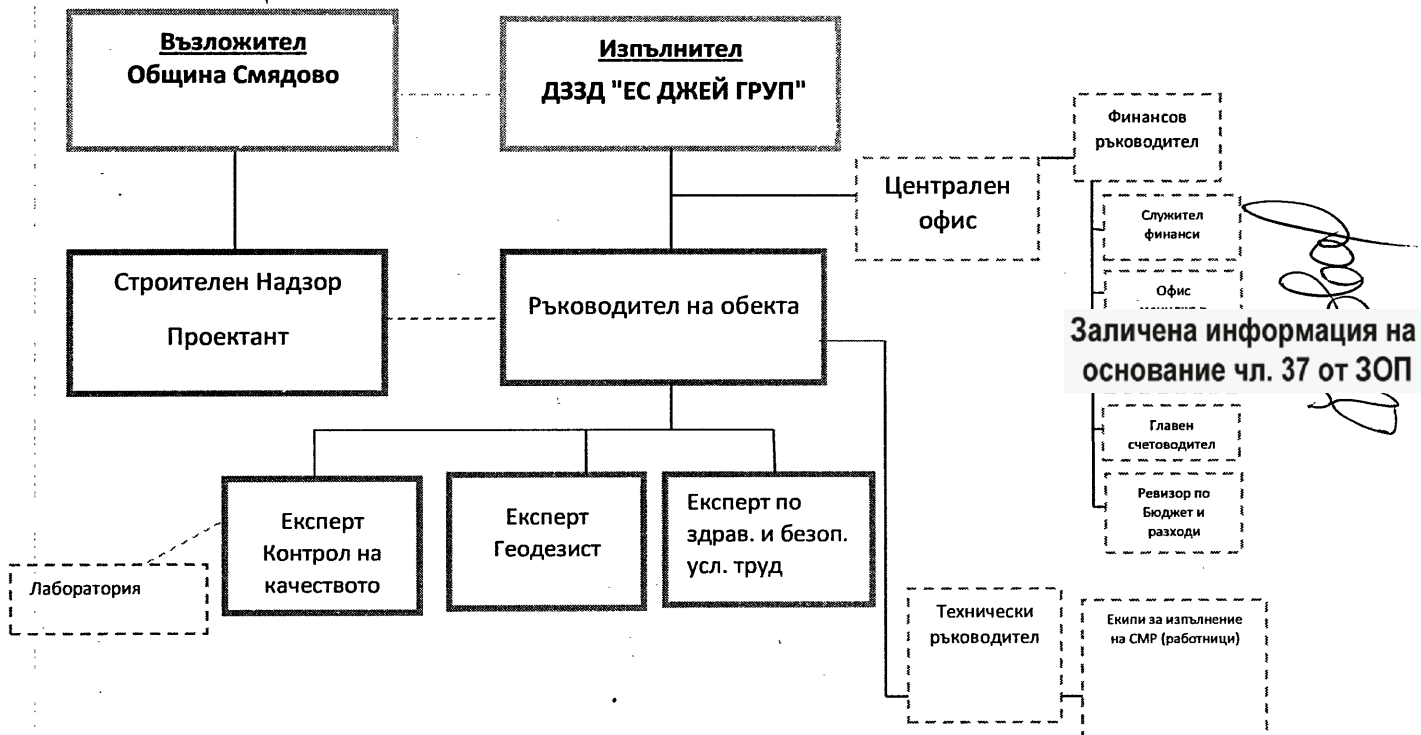 Възложител
Община Смядово
Изпълнител
ДЗЗД "ЕС ДЖЕЙ ГРУП"
Финансов
ръководител
Централен
офис
Служител
финанси
Строителен Надзор
Проектант
Ръководител на обекта
Офис
Заличена информация на
основание чл. 37 от ЗОП
Главен
счетоводител
Ревизор по
Бюджет и
разходи
Експерт
Контрол на
качеството
Експерт
Геодезист
Експерт по
здрав. и безоп.
усл. труд
Лаборатория
Технически
ръководител
Екипи за изпълнение
на СМР (работници)